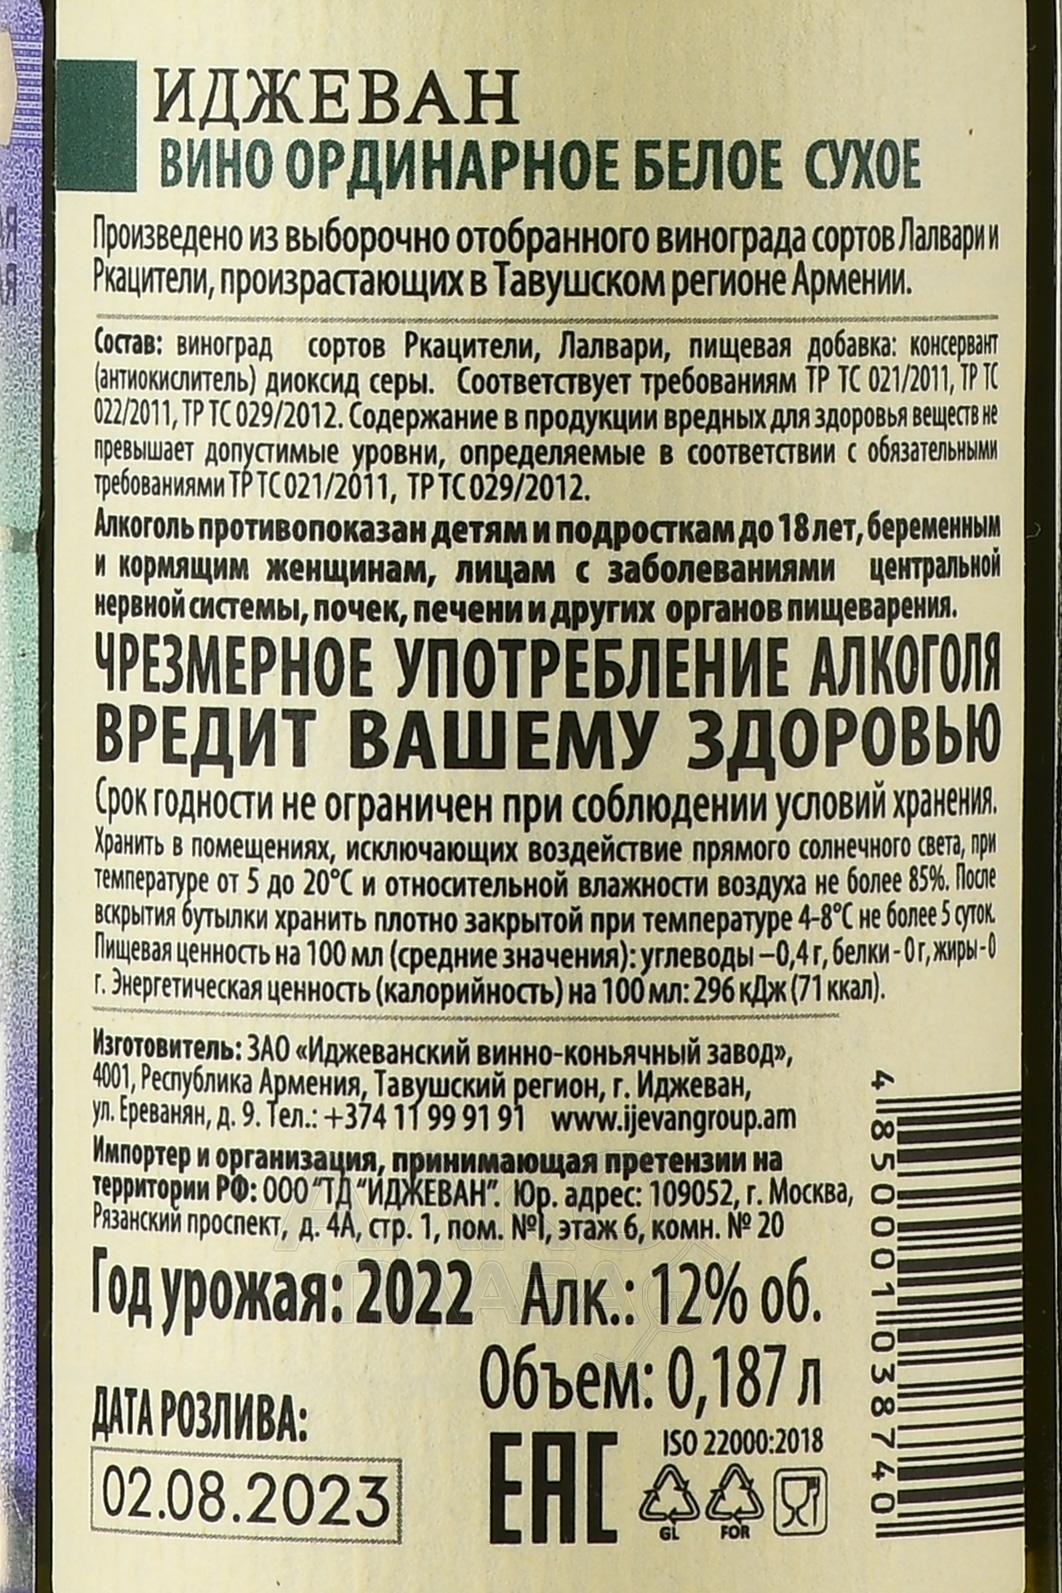 ИДЖЕВАН
ВИНО ОРДИНАРНОЕ БЕЛОЕ СУХОЕ
Произведено из выборочно отобранного винограда сортов Лалвари и
Ркацители, произрастающих в Тавушском регионе Армении.
Состав: виноград сортов Ркацители, Лалвари, пищевая добавка: консервант
(антиокислитель) диоксид серы. Соответствует требованиям ТР ТС 021/2011, ТР ТС
022/2011, ТР ТС 029/2012. Содержание в продукции вредных для здоровья веществ не
превышает допустимые уровни, определяемые в соответствии с обязательными
требованиями ТР ТС 021/2011, ТР ТС 029/2012.
Алкоголь противопоказан детям и подросткам до 18 лет, беременным
и кормящим женщинам, лицам с заболеваниями центральной
нервной системы, почек, печени и других органов пищеварения.
ЧРЕЗМЕРНОЕ УПОТРЕБЛЕНИЕ АЛКОГОЛЯ
ВРЕДИТ ВАШЕМУ ЗДОРОВЬЮ
Срок годности не ограничен при соблюдении условий хранения.
Хранить в помещениях, исключающих воздействие прямого солнечного света, при
температуре от 5 до 20°С и относительной влажности воздуха не более 85%. После
вскрытия бутылки хранить плотно закрытой при температуре 4-8°С не более 5 суток.
Пищевая ценность на 100 мл (средние значения): углеводы –0,4 г, белки - 0 г, жиры - 0
г. Энергетическая ценность (калорийность) на 100 мл: 296 кДж (71 ккал).
Изготовитель: ЗАО «Иджеванский винно-коньячный завод»,
4001, Республика Армения, Тавушский регион, г. Иджеван,
ул. Ереванян, д. 9. Тел.: +374 11 99 91 91 www.ijevangroup.am
Импортер и организация, принимающая претензии на
территории РФ: ООО "ТД "ИДЖЕВАН". Юр. адрес: 109052, г. Москва,
Рязанский проспект, д. 4А, стр. 1, пом. №I, этаж 6, комн. № 20
Год урожая: 2022 Алк.: 12% об.
Объем: 0,187 л
ДАТА РОЗЛИВА:
02.08.2023
ЕАС
ISO 22000:2018
GL
FOR
4 850001 038740